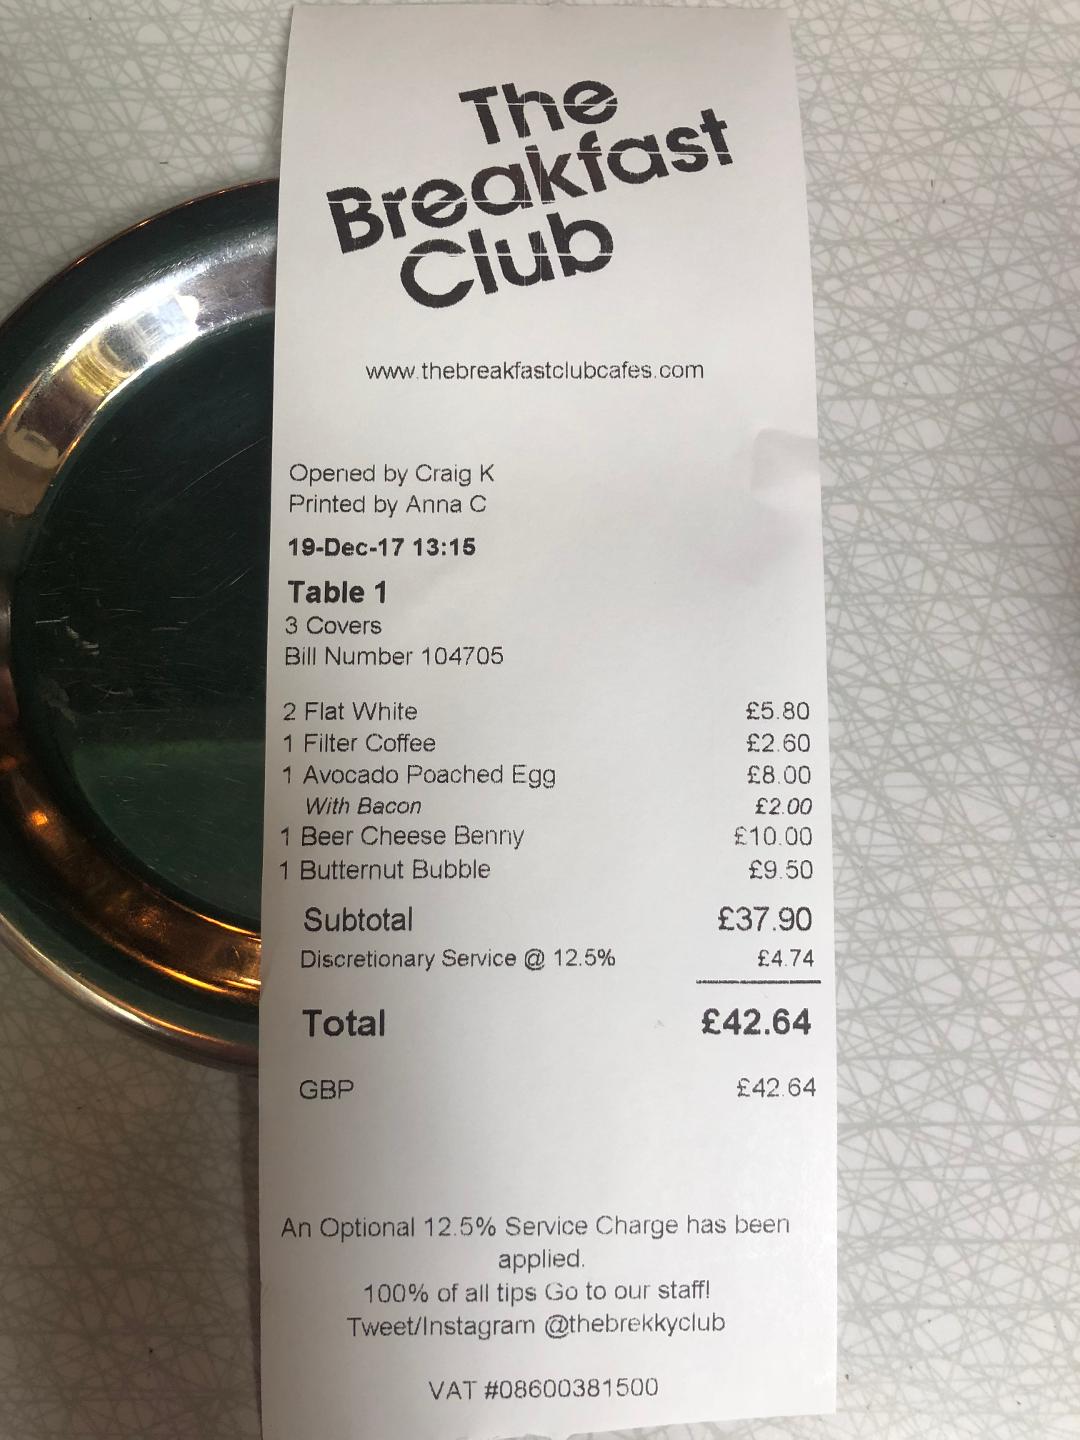 The
Breakfast
Club
www.thebreakfastclubcafes.com
Opened by Craig K
Printed by Anna C
19-Dec-17 13:15
Table 1
3 Covers
Bill Number 104705
2 Flat White £5.80
1 Filter Coffee £2.60
1 Avocado Poached Egg £8.00
With Bacon £2.00
1 Beer Cheese Benny £10.00
1 Butternut Bubble £9.50
Subtotal £37.90
Discretionary Service @ 12.5% £4.74
Total £42.64
GBP £42.64
An Optional 12.5% Service Charge has been
applied.
100% of all tips Go to our staff!
Tweet/Instagram @thebrekkyclub
VAT #08600381500